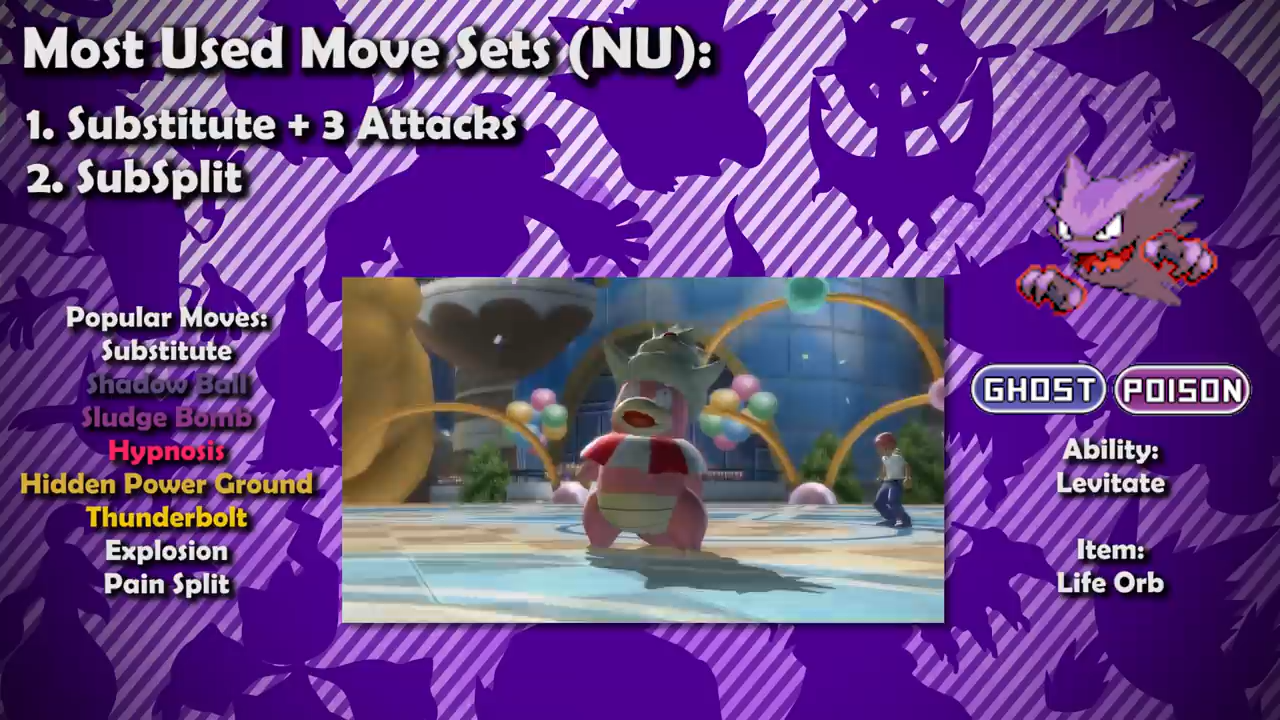 Most Used Move Sets (NU):
1. Substitute + 3 Attacks
2. SubSplit
Popular Moves:
Substitute
Shadow Ball
Sludge Bomb
Hypnosis
Hidden Power Ground
Thunderbolt
Explosion
Pain Split
GHOST POISON
Ability:
Levitate
Item:
Life Orb